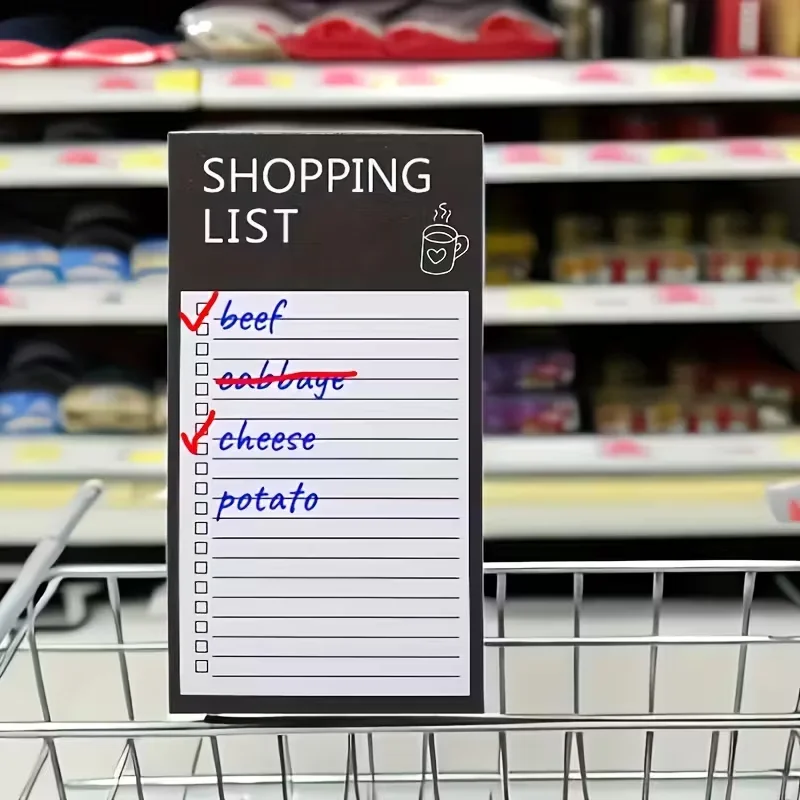 SHOPPING
LIST
beef
cabbage
cheese
potato